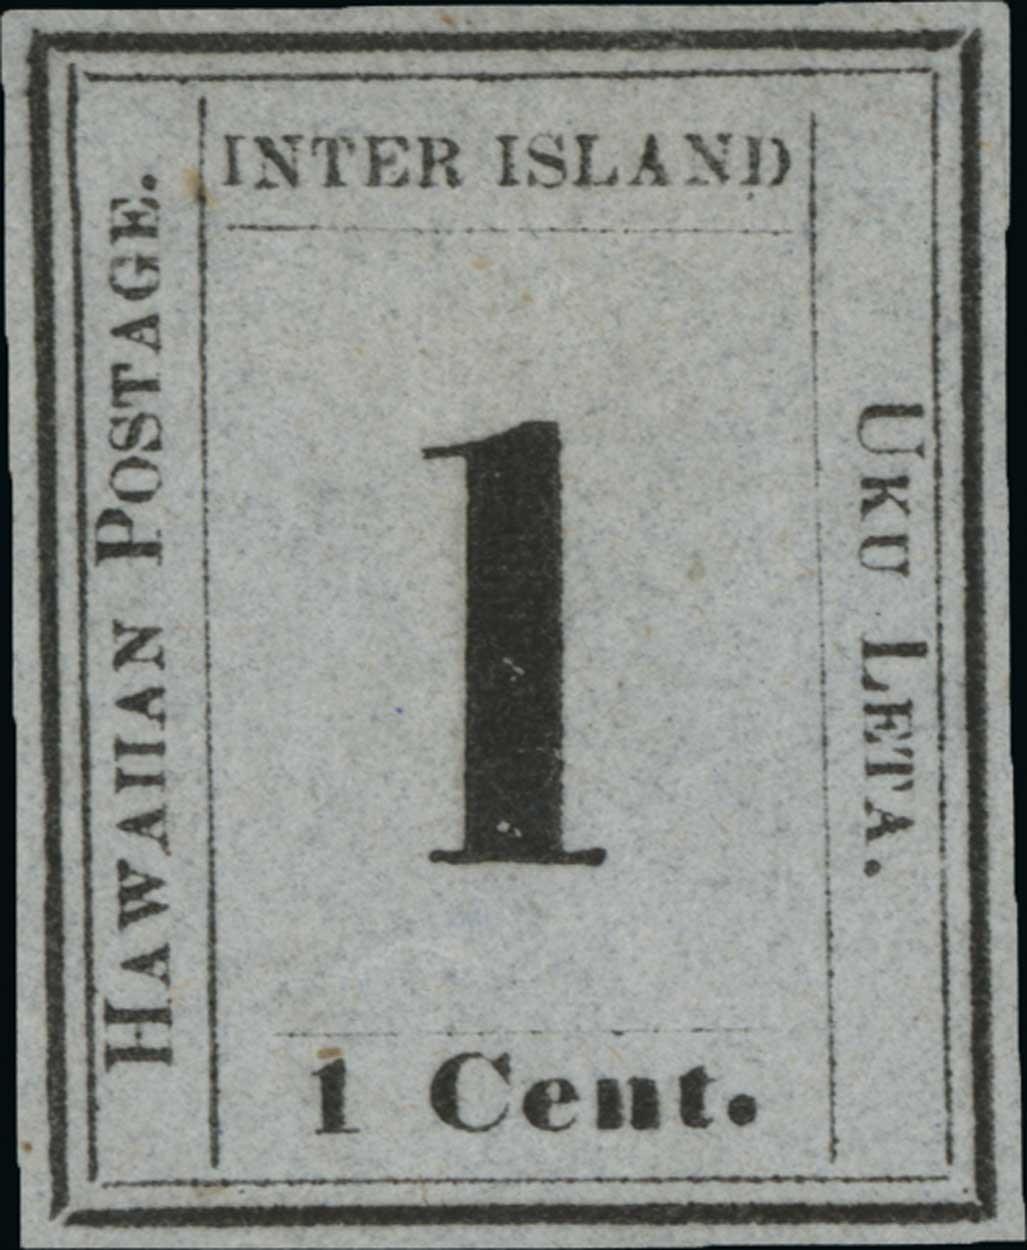 INTER ISLAND
HAWAIIAN POSTAGE.
1
UKU LETA.
1 Cent.